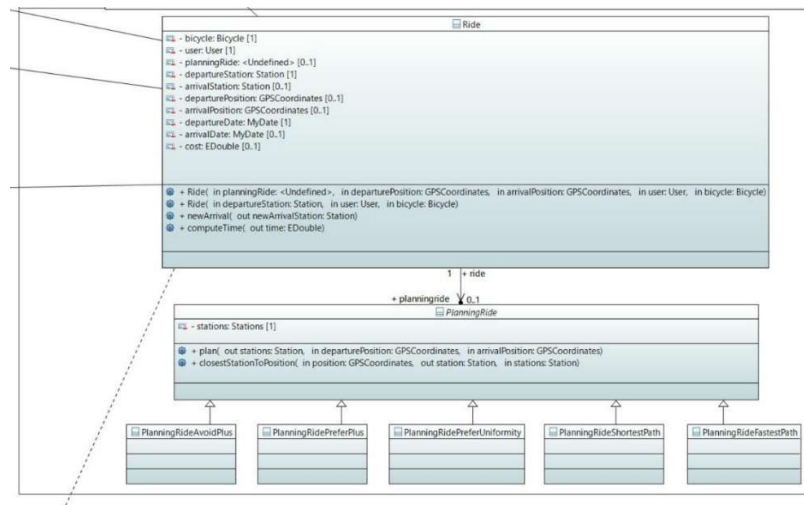 Ride
- bicycle: Bicycle [1]
- user: User [1]
- planningRide: <Undefined> [0..1]
- departureStation: Station [1]
- arrivalStation: Station [0..1]
- departurePosition: GPSCoordinates [0..1]
- arrivalPosition: GPSCoordinates [0..1]
- departureDate: MyDate [1]
- arrivalDate: MyDate [0..1]
- cost: EDouble [0..1]
+ Ride( in planningRide: <Undefined>, in departurePosition: GPSCoordinates, in arrivalPosition: GPSCoordinates, in user: User, in bicycle: Bicycle)
+ Ride( in departureStation: Station, in user: User, in bicycle: Bicycle)
+ newArrival( out newArrivalStation: Station)
+ computeTime( out time: EDouble)
1 + ride
+ planningride 0..1
PlanningRide
- stations: Stations [1]
+ plan( out stations: Station, in departurePosition: GPSCoordinates, in arrivalPosition: GPSCoordinates)
+ closestStationToPosition( in position: GPSCoordinates, out station: Station, in stations: Station)
PlanningRideAvoidPlus PlanningRidePreferPlus PlanningRidePreferUniformity PlanningRideShortestPath PlanningRideFastestPath